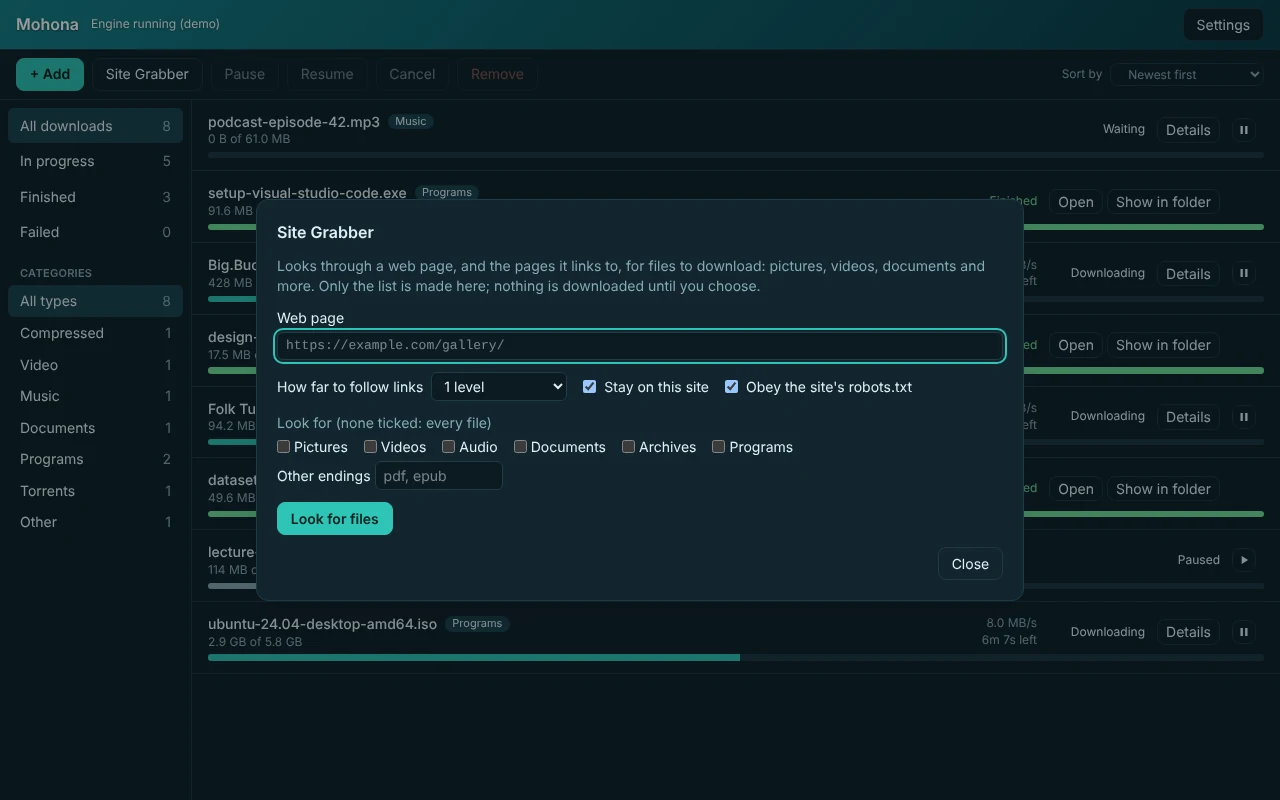 Mohona Engine running (demo) Settings
+ Add Site Grabber Pause Resume Cancel Remove Sort by Newest first
All downloads 8
In progress 5
Finished 3
Failed 0
CATEGORIES
All types 8
Compressed 1
Video 1
Music 1
Documents 1
Programs 2
Torrents 1
Other 1
podcast-episode-42.mp3 Music Waiting Details
0 B of 61.0 MB
setup-visual-studio-code.exe Programs Open Show in folder
91.6 MB
Big.Buc Downloading Details
428 MB
design- Open Show in folder
17.5 MB
Folk Tu Downloading Details
94.2 MB
dataset Open Show in folder
49.6 MB
lecture- Paused
114 MB
ubuntu-24.04-desktop-amd64.iso Programs 8.0 MB/s Downloading Details
2.9 GB of 5.8 GB 6m 7s left
Site Grabber
Looks through a web page, and the pages it links to, for files to download: pictures, videos, documents and
more. Only the list is made here; nothing is downloaded until you choose.
Web page
https://example.com/gallery/
How far to follow links 1 level Stay on this site Obey the site's robots.txt
Look for (none ticked: every file)
Pictures Videos Audio Documents Archives Programs
Other endings pdf, epub
Look for files
Close